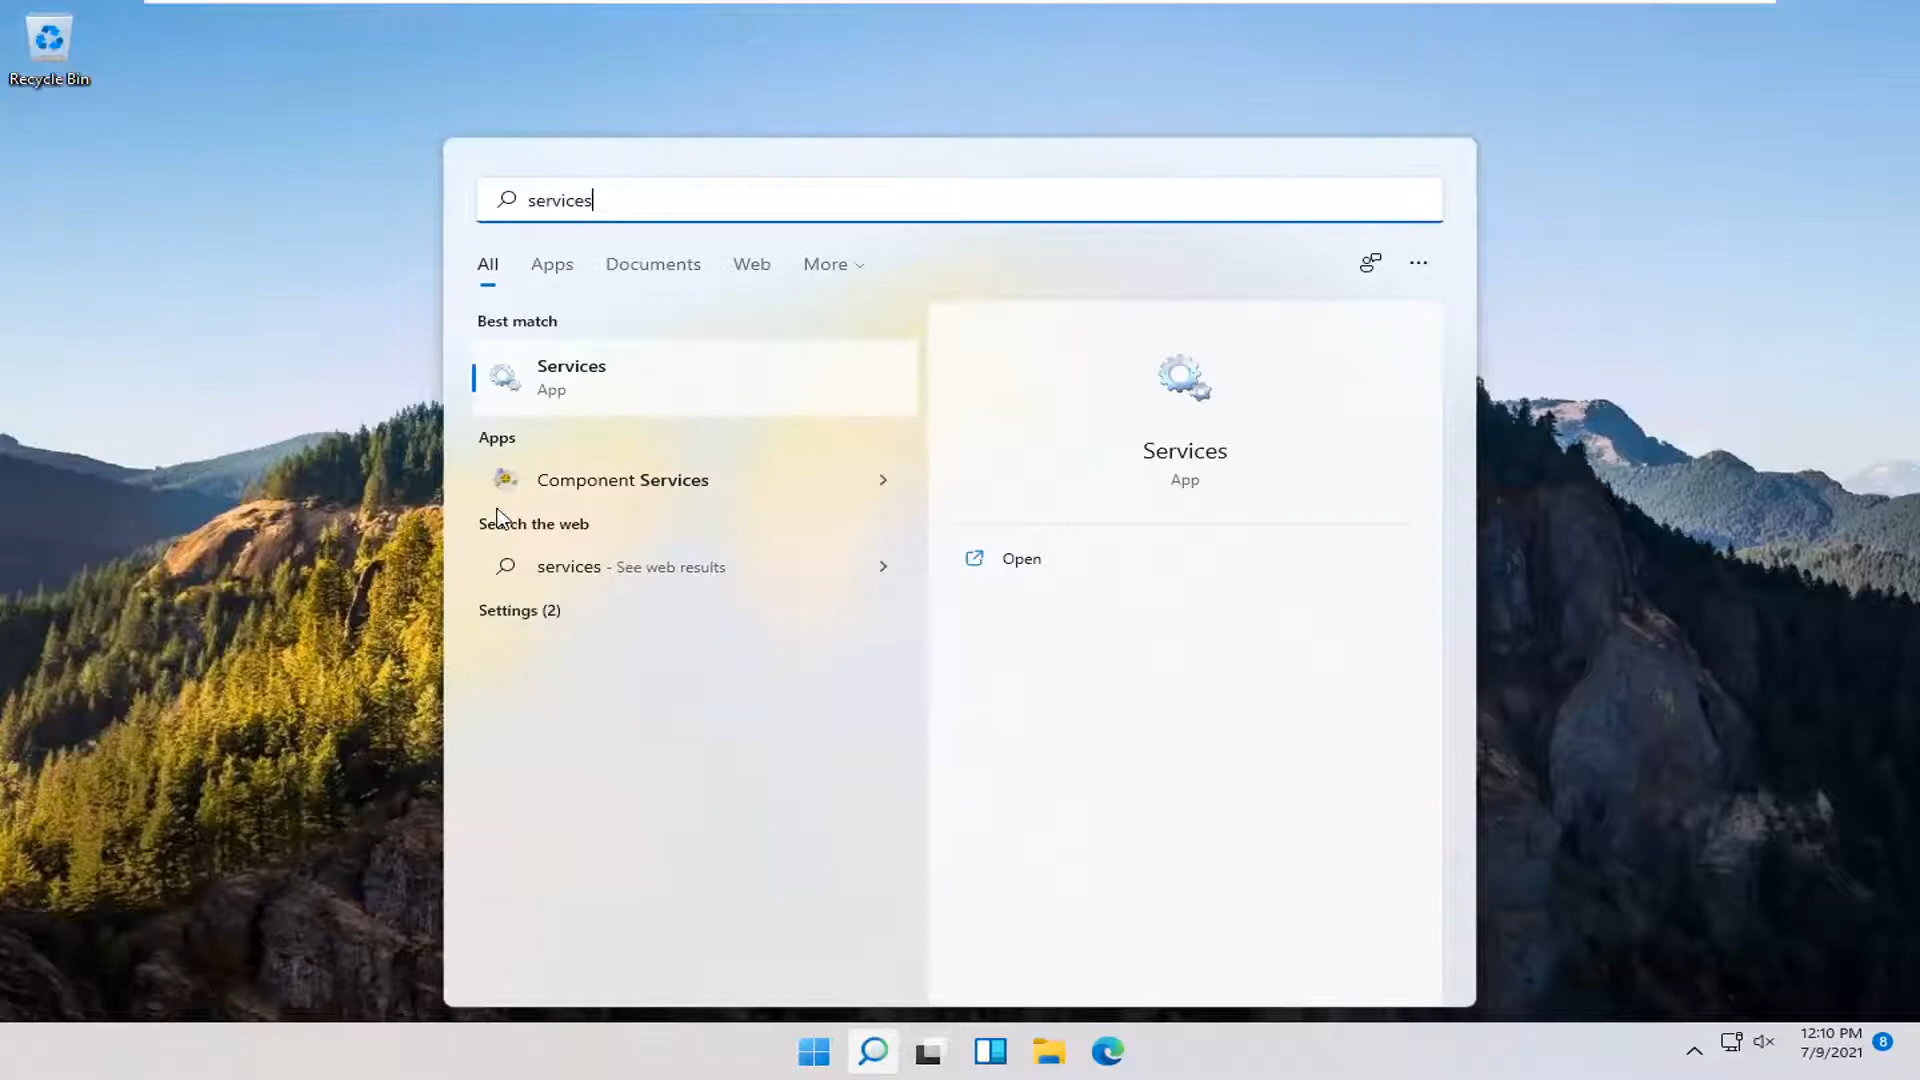 Recycle Bin
services
All Apps Documents Web More
Best match
Services
App
Apps
Component Services
Search the web
services - See web results
Settings (2)
Services
App
Open
12:10 PM
7/9/2021
8